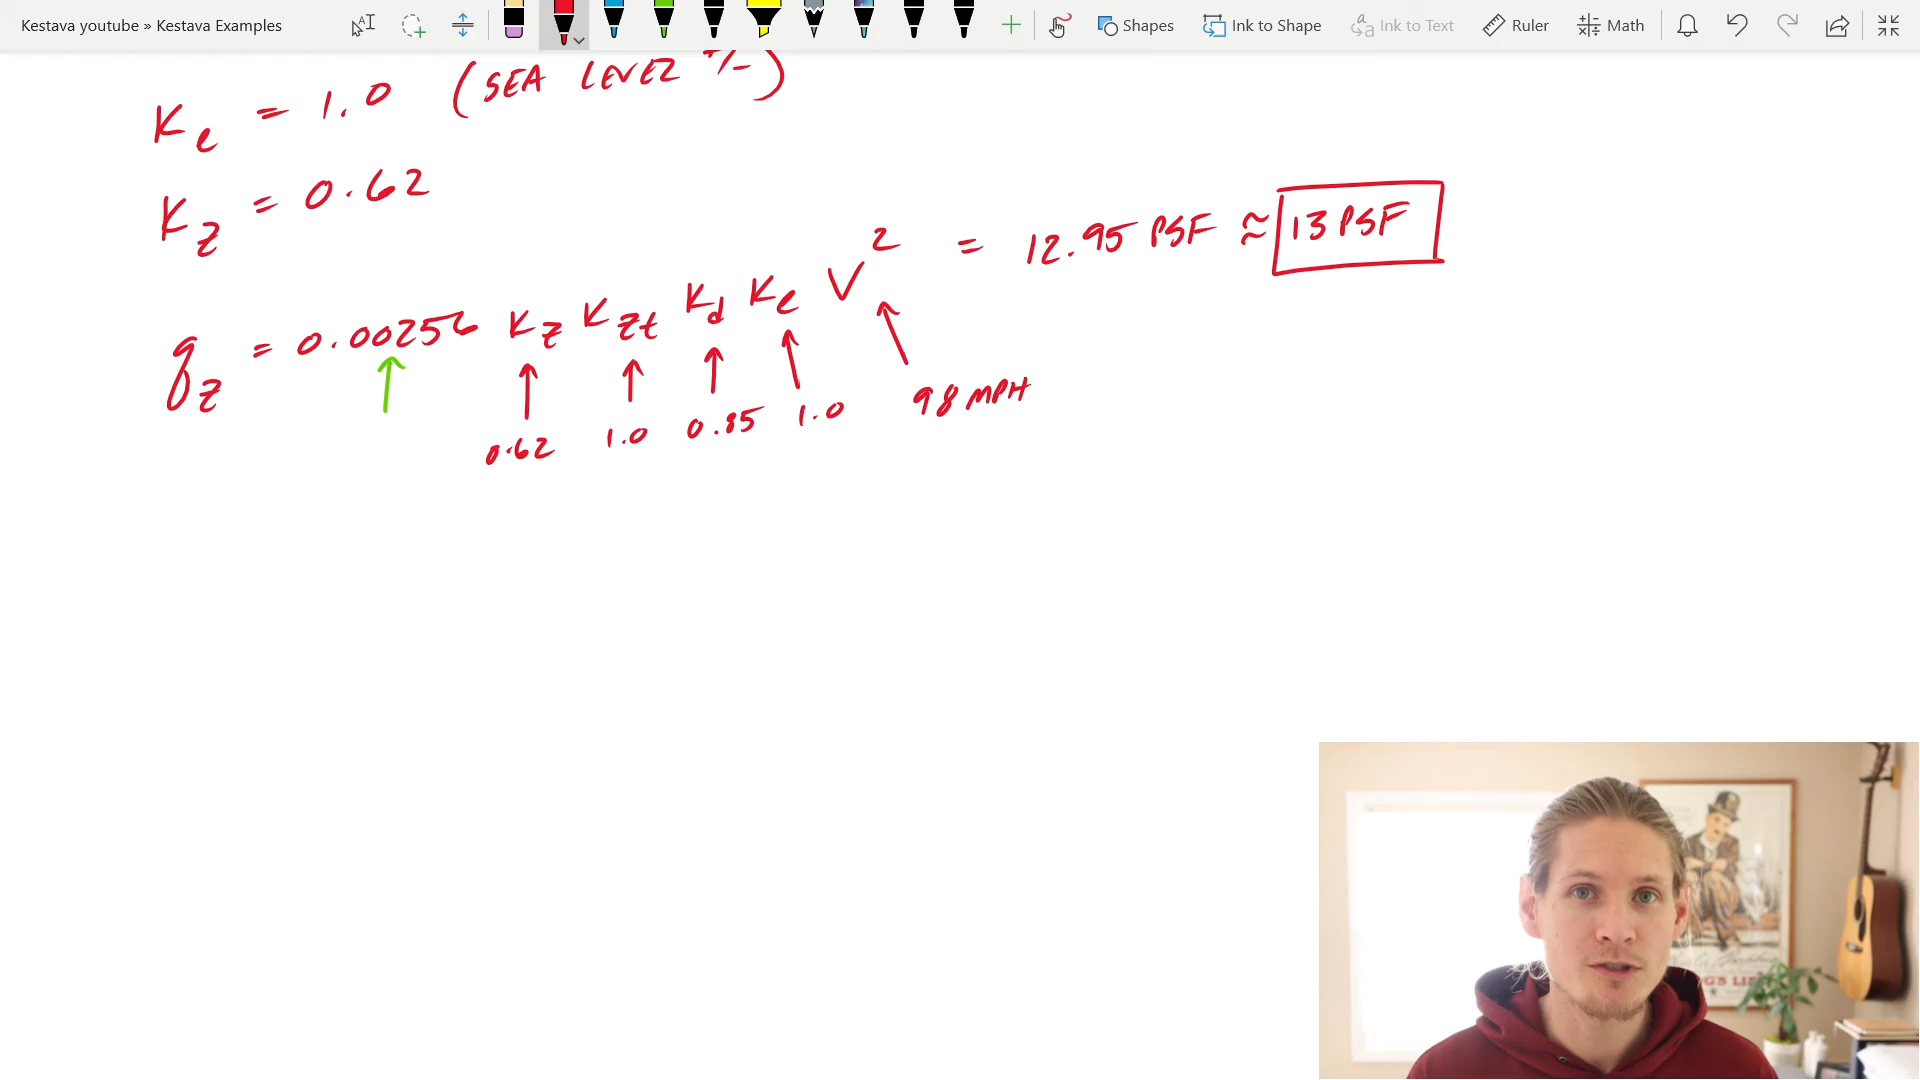 Kestava youtube » Kestava Examples
Shapes
Ink to Shape
Ink to Text
Ruler
Math
Ke = 1.0 (SEA LEVEL +/-)
Kz = 0.62
qz = 0.00256 Kz Kzt Kd Ke V² = 12.95 PSF ≈ 13 PSF
0.62 1.0 0.85 1.0 98 MPH